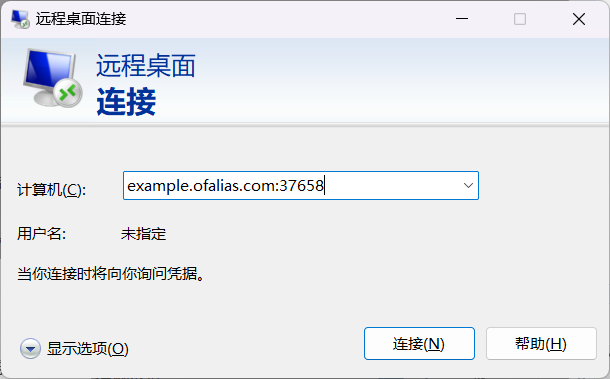 远程桌面连接
远程桌面
连接
计算机(C): example.ofalias.com:37658
用户名: 未指定
当你连接时将向你询问凭据。
显示选项(O) 连接(N) 帮助(H)